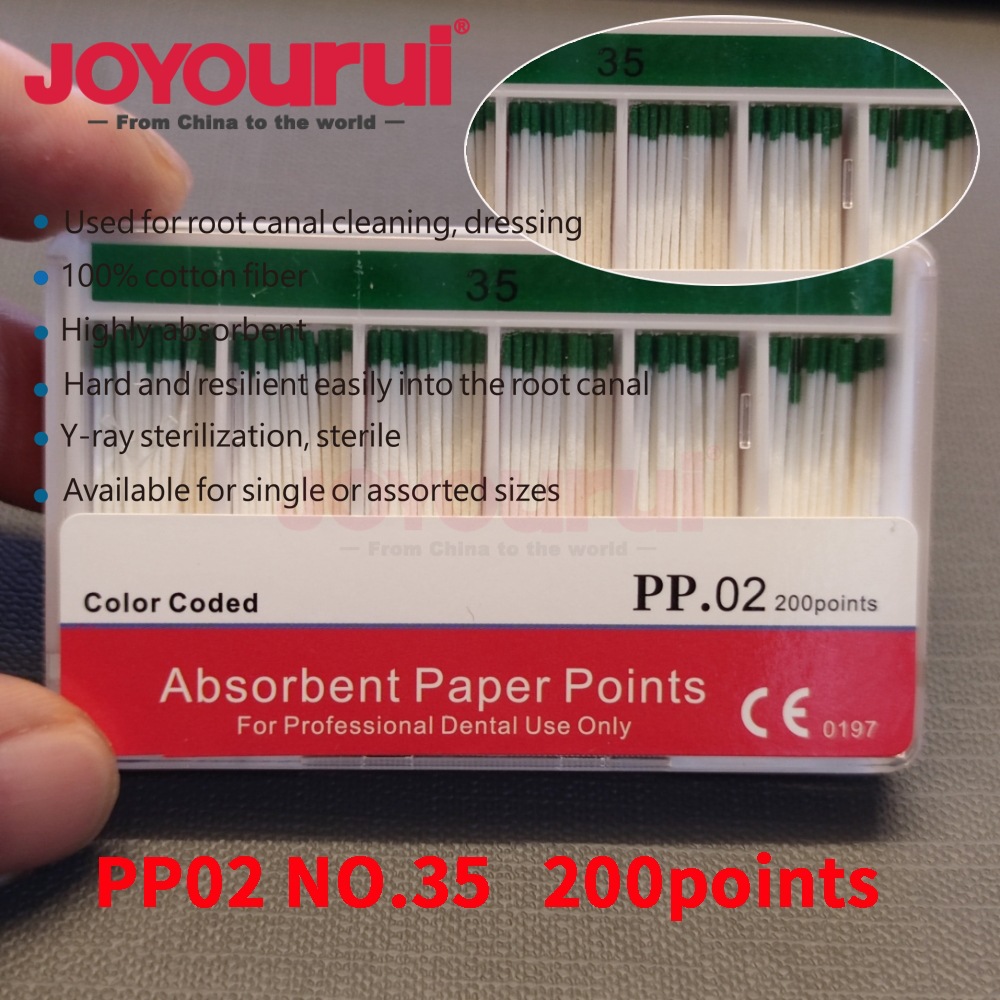 JOYOURUI®
— From China to the world —
35
Used for root canal cleaning, dressing
100% cotton fiber
35
Highly absorbent
Hard and resilient easily into the root canal
Y-ray sterilization, sterile
JOYOURUI®
Available for single or assorted sizes
— From China to the world —
Color Coded
PP.02 200points
Absorbent Paper Points
For Professional Dental Use Only
CE 0197
PP02 NO.35 200points